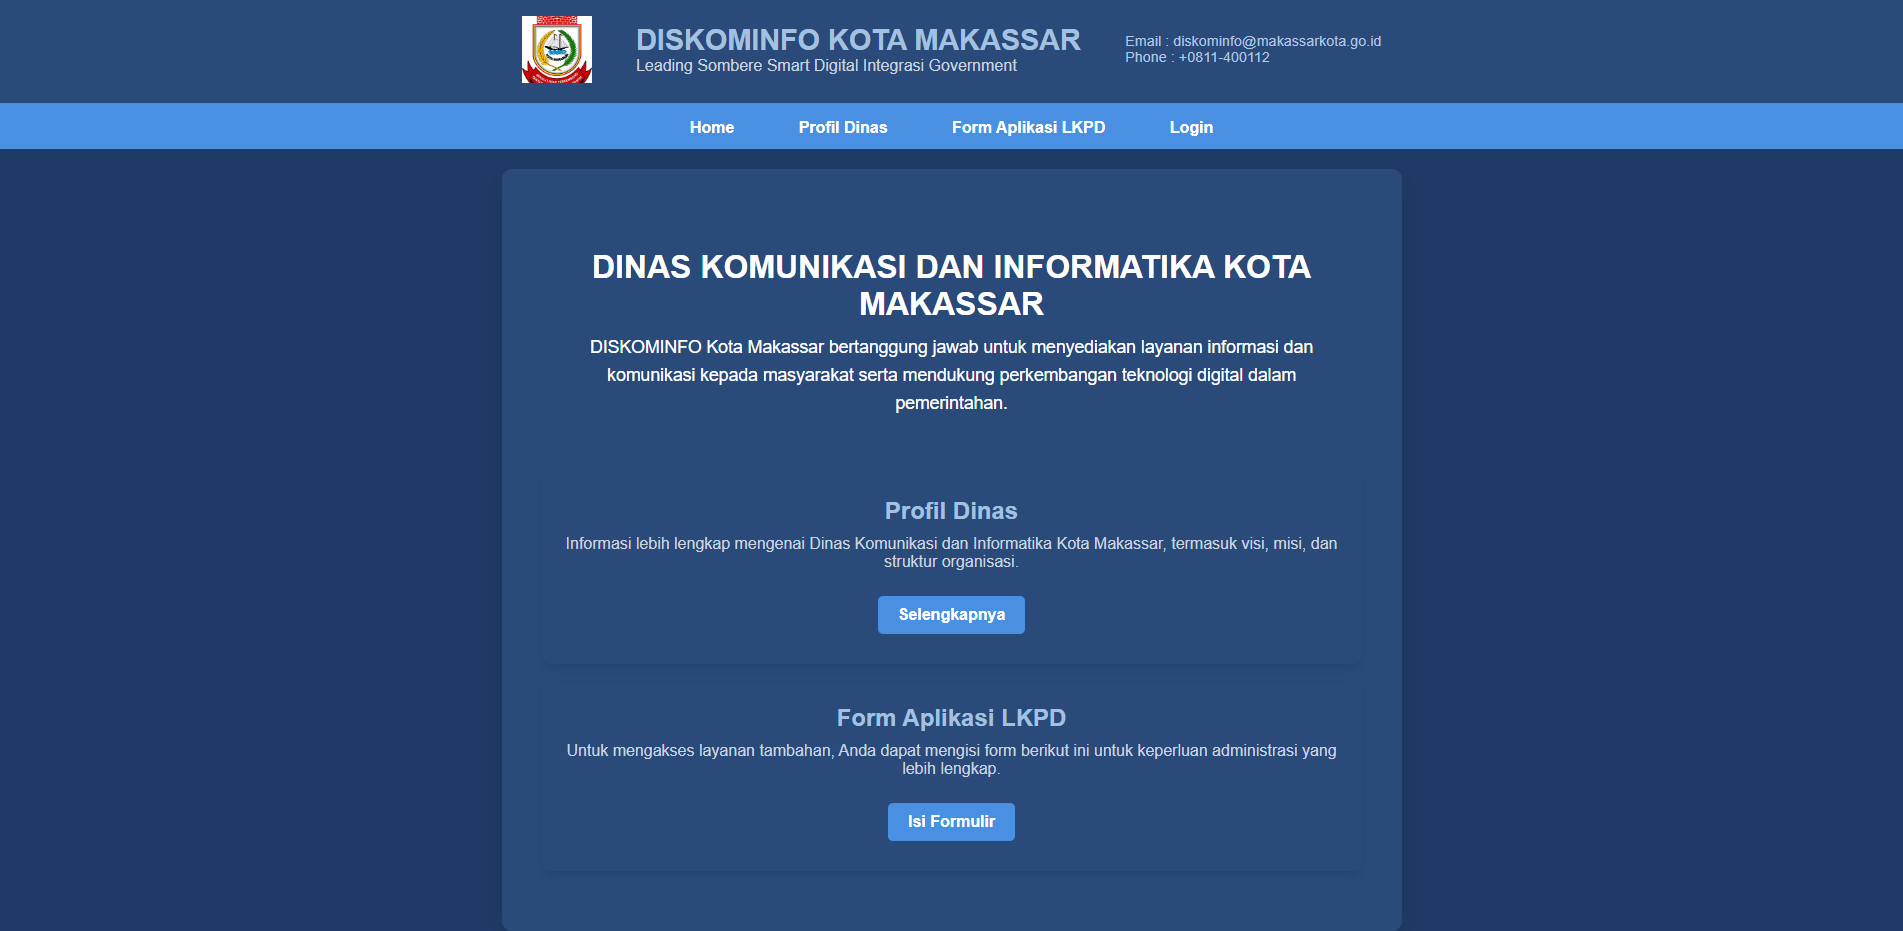 DISKOMINFO KOTA MAKASSAR
Leading Sombere Smart Digital Integrasi Government
Email : diskominfo@makassarkota.go.id
Phone : +0811-400112
Home
Profil Dinas
Form Aplikasi LKPD
Login
DINAS KOMUNIKASI DAN INFORMATIKA KOTA
MAKASSAR
DISKOMINFO Kota Makassar bertanggung jawab untuk menyediakan layanan informasi dan
komunikasi kepada masyarakat serta mendukung perkembangan teknologi digital dalam
pemerintahan.
Profil Dinas
Informasi lebih lengkap mengenai Dinas Komunikasi dan Informatika Kota Makassar, termasuk visi, misi, dan
struktur organisasi.
Selengkapnya
Form Aplikasi LKPD
Untuk mengakses layanan tambahan, Anda dapat mengisi form berikut ini untuk keperluan administrasi yang
lebih lengkap.
Isi Formulir